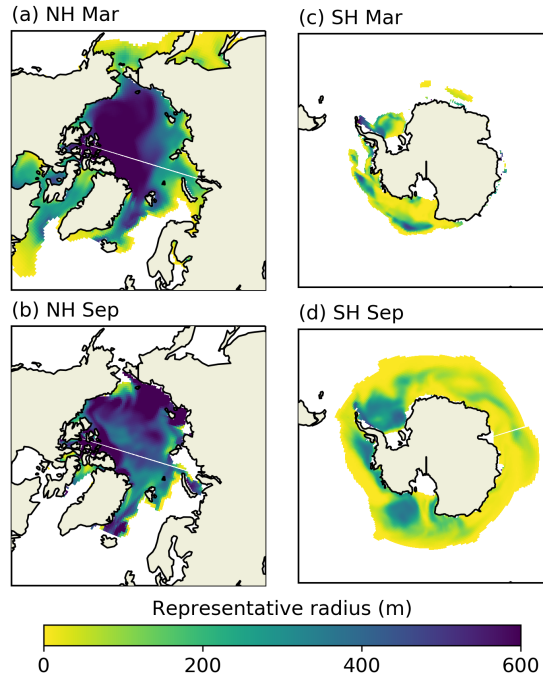 (a) NH Mar
(c) SH Mar
(b) NH Sep
(d) SH Sep
Representative radius (m)
0 200 400 600